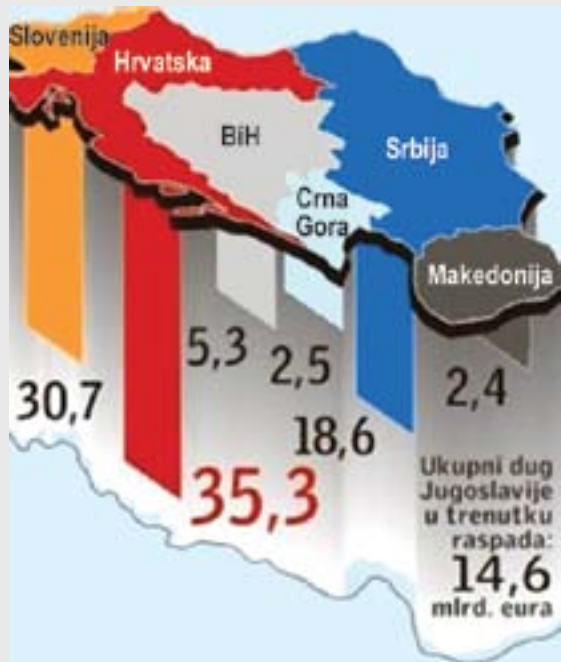 Slovenija
Hrvatska
BiH
Srbija
Crna
Gora
Makedonija
5,3
2,5
2,4
30,7
18,6
35,3
Ukupni dug
Jugoslavije
u trenutku
raspada:
14,6
mlrd. eura